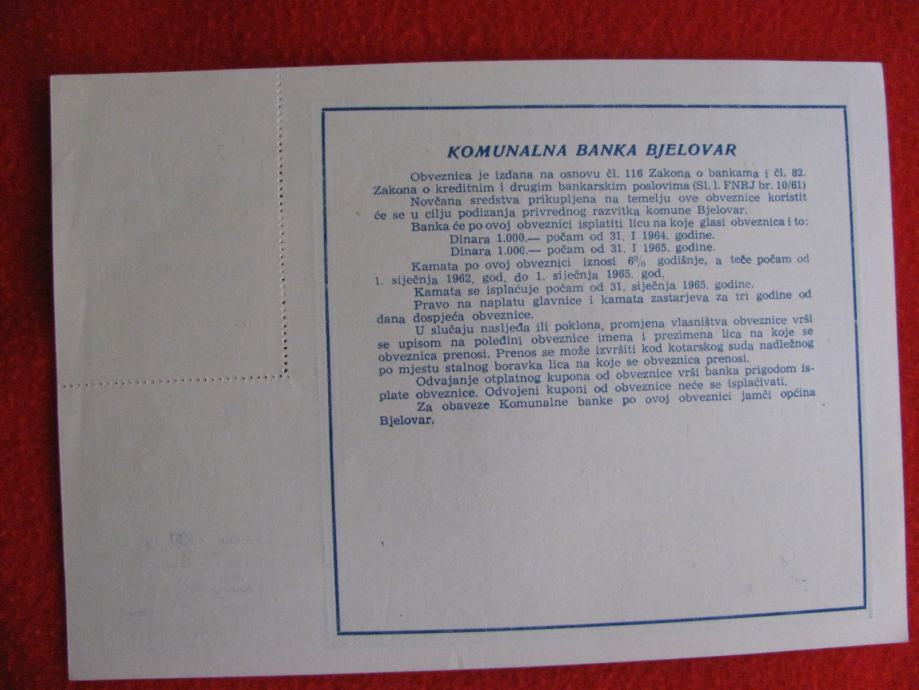 KOMUNALNA BANKA BJELOVAR
Obveznica je izdana na osnovu čl. 116 Zakona o bankama i čl. 82.
Zakona o kreditnim i drugim bankarskim poslovima (Sl. l. FNRJ br. 10/61)
Novčana sredstva prikupljena na temelju ove obveznice koristit
će se u cilju podizanja privrednog razvitka komune Bjelovar.
Banka će po ovoj obveznici isplatiti licu na koje glasi obveznica i to:
Dinara 1.000.— počam od 31. I 1964. godine.
Dinara 1.000.— počam od 31. I 1965. godine.
Kamata po ovoj obveznici iznosi 6% godišnje, a teče počam od
1. siječnja 1962, god. do 1. siječnja 1965. god.
Kamata se isplaćuje počam od 31. siječnja 1965. godine.
Pravo na naplatu glavnice i kamata zastarjeva za tri godine od
dana dospjeća obveznice.
U slučaju nasljeđa ili poklona, promjena vlasništva obveznice vrši
se upisom na poleđini obveznice imena i prezimena lica na koje se
obveznica prenosi. Prenos se može izvršiti kod kotarskog suda nadležnog
po mjestu stalnog boravka lica na koje se obveznica prenosi.
Odvajanje otplatnog kupona od obveznice vrši banka prigodom is-
plate obveznice. Odvojeni kuponi od obveznice neće se isplaćivati.
Za obaveze Komunalne banke po ovoj obveznici jamči općina
Bjelovar.